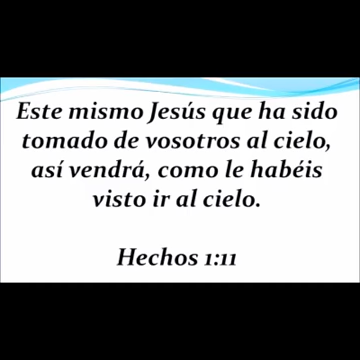 Este mismo Jesús que ha sido
tomado de vosotros al cielo,
así vendrá, como le habéis
visto ir al cielo.
Hechos 1:11